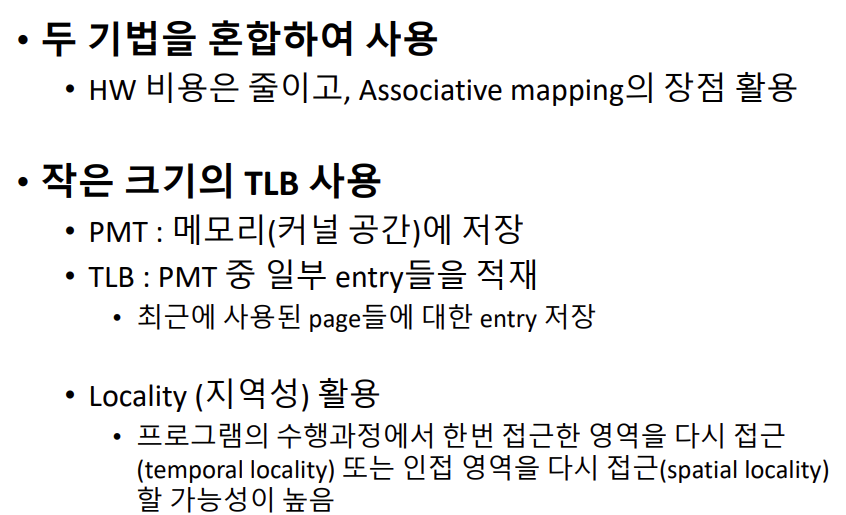 • 두 기법을 혼합하여 사용
• HW 비용은 줄이고, Associative mapping의 장점 활용
• 작은 크기의 TLB 사용
• PMT : 메모리(커널 공간)에 저장
• TLB : PMT 중 일부 entry들을 적재
• 최근에 사용된 page들에 대한 entry 저장
• Locality (지역성) 활용
• 프로그램의 수행과정에서 한번 접근한 영역을 다시 접근
(temporal locality) 또는 인접 영역을 다시 접근(spatial locality)
할 가능성이 높음